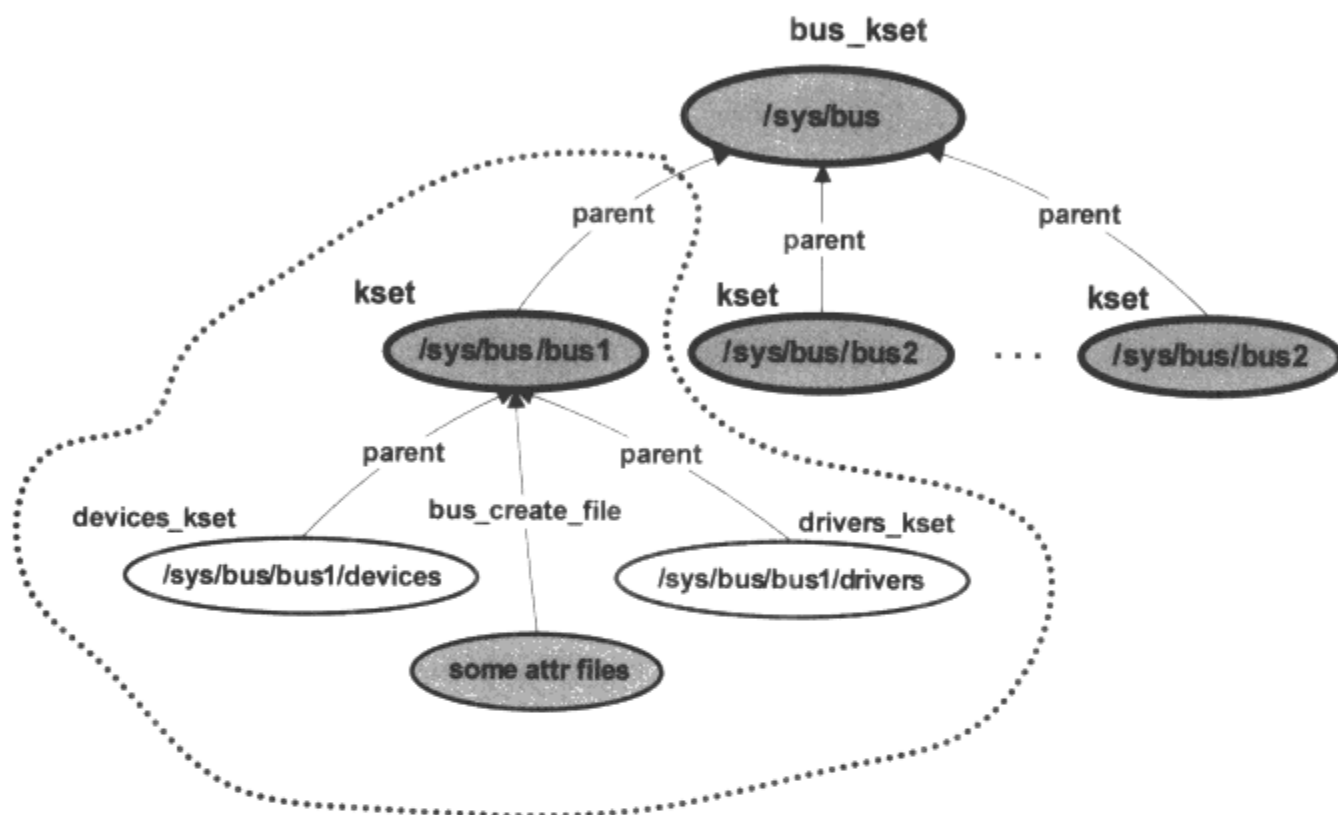 bus_kset
/sys/bus
parent
parent
parent
kset
kset
kset
/sys/bus/bus1
/sys/bus/bus2
...
/sys/bus/bus2
parent
parent
devices_kset
bus_create_file
drivers_kset
/sys/bus/bus1/devices
/sys/bus/bus1/drivers
some attr files